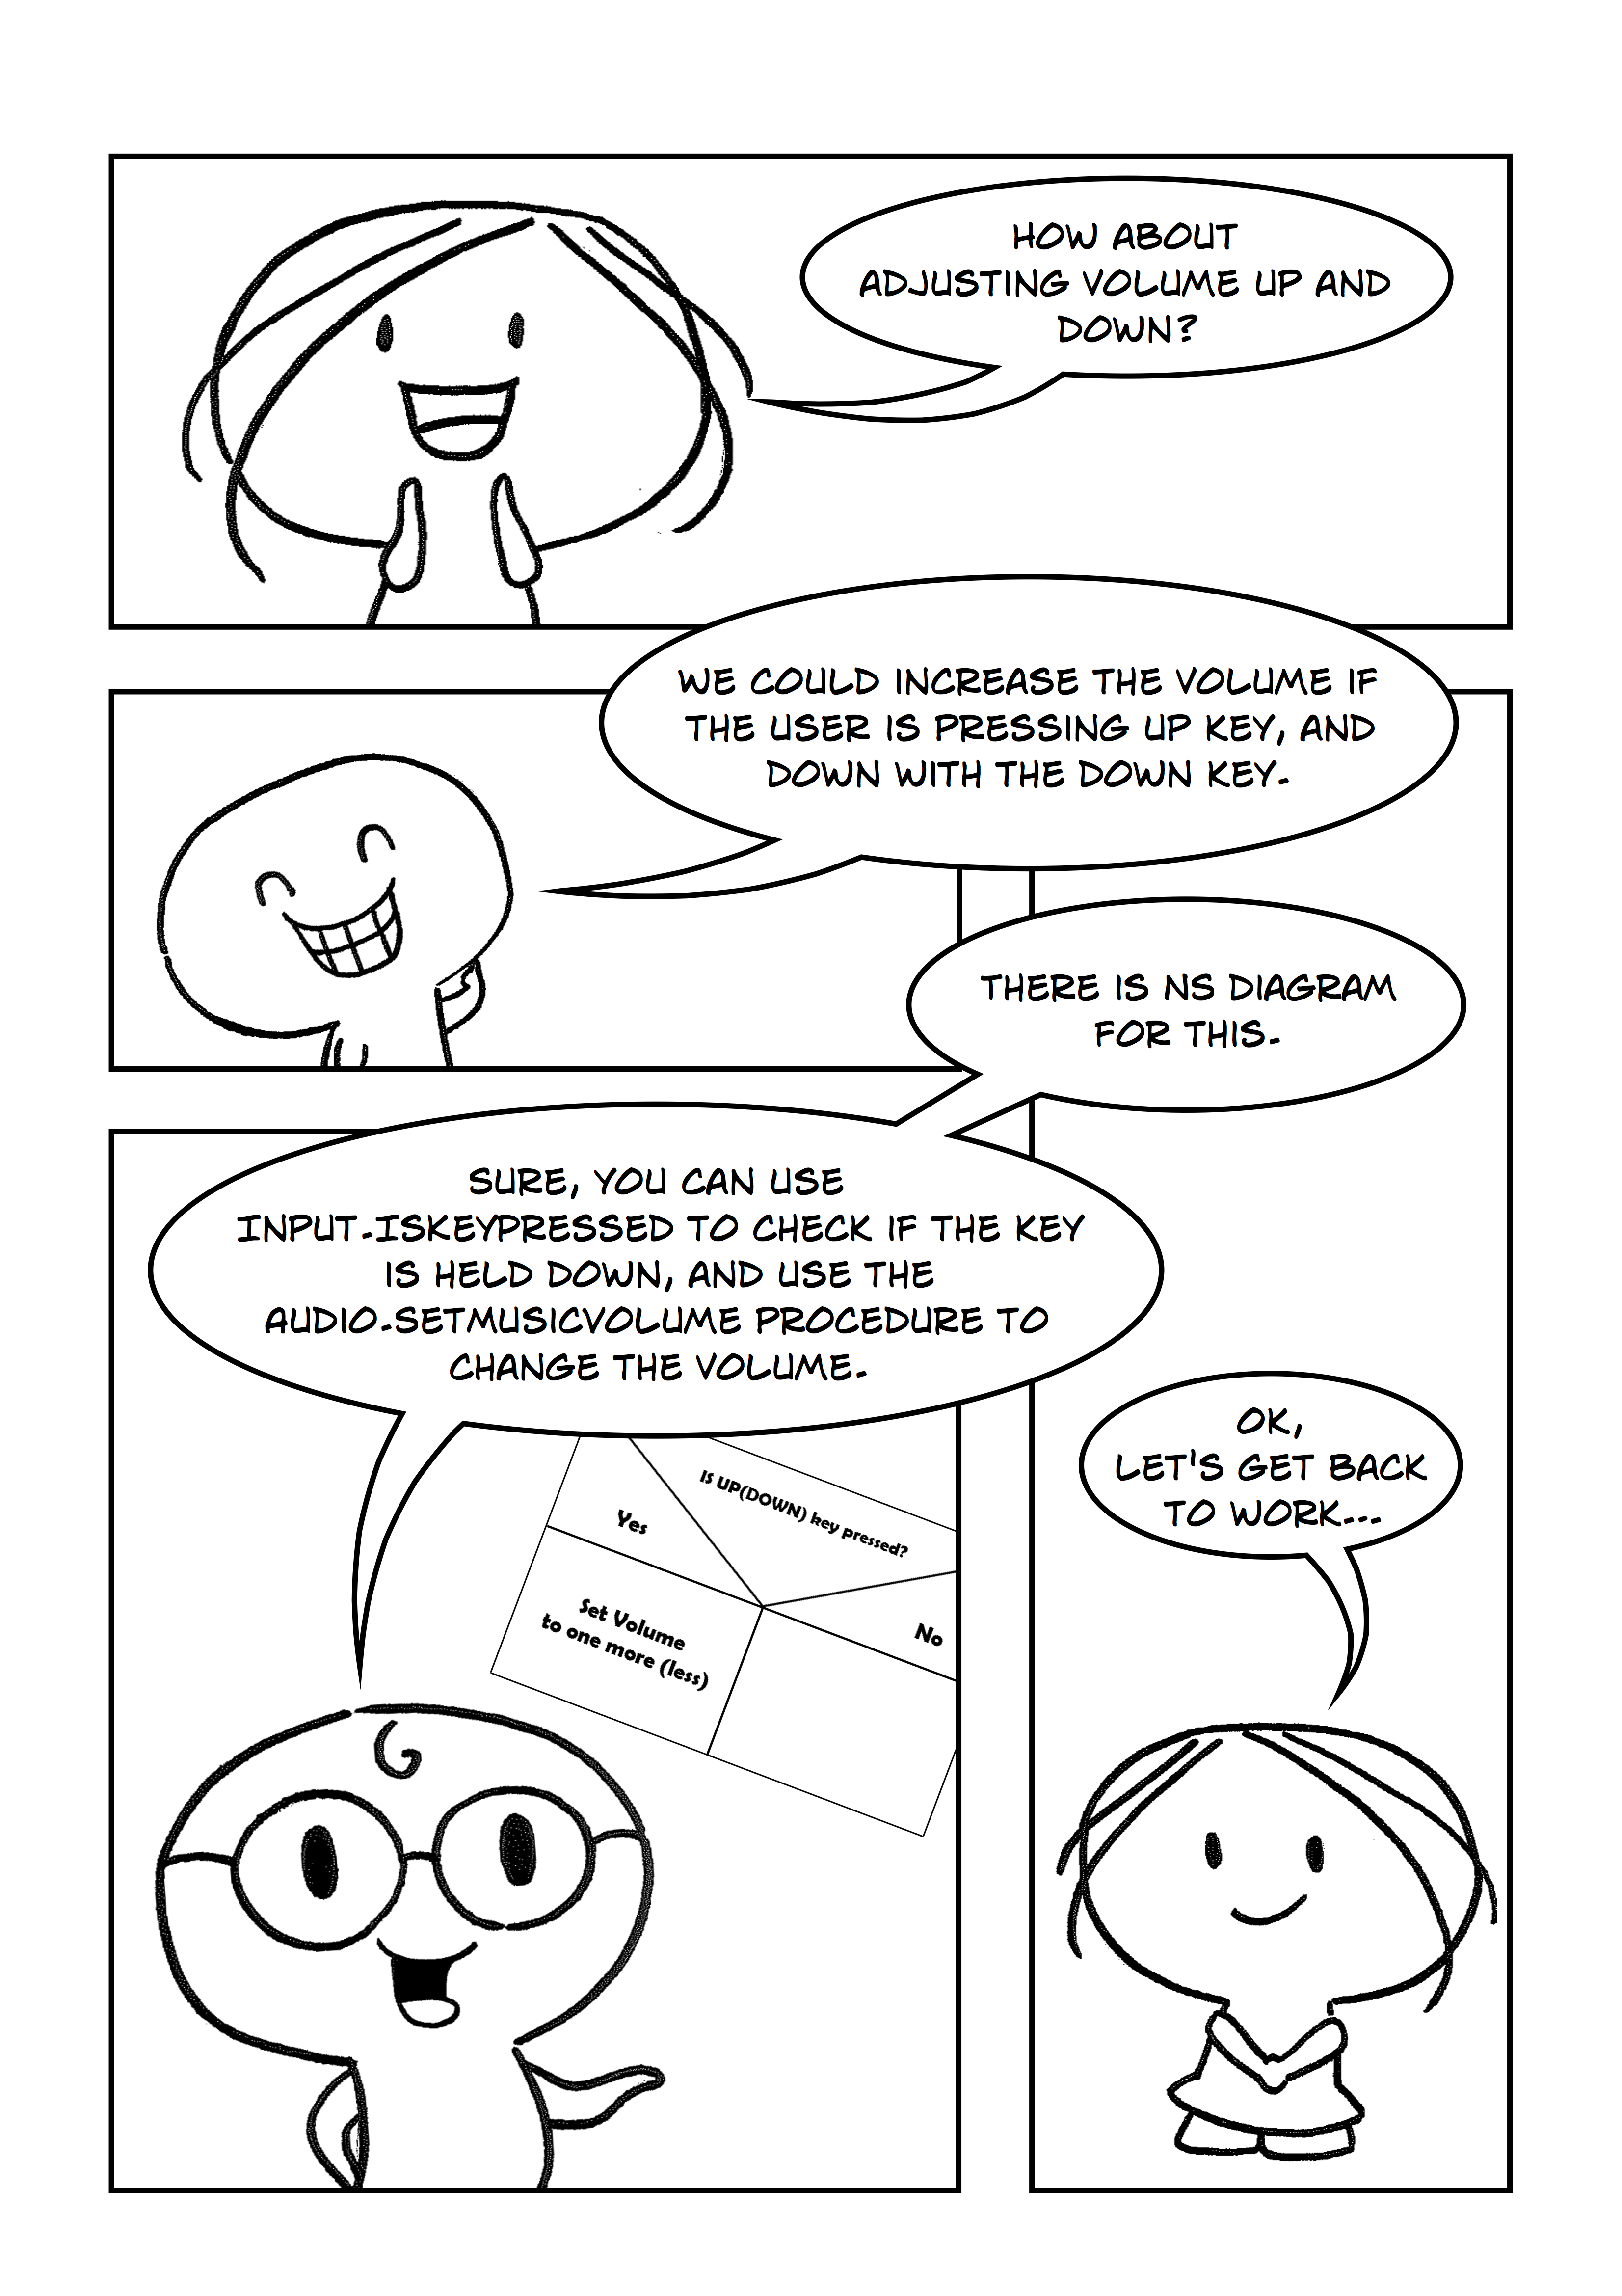 HOW ABOUT
ADJUSTING VOLUME UP AND
DOWN?
WE COULD INCREASE THE VOLUME IF
THE USER IS PRESSING UP KEY, AND
DOWN WITH THE DOWN KEY.
SURE, YOU CAN USE
INPUT.ISKEYPRESSED TO CHECK IF THE KEY
IS HELD DOWN, AND USE THE
AUDIO.SETMUSICVOLUME PROCEDURE TO
CHANGE THE VOLUME.
THERE IS NS DIAGRAM
FOR THIS.
IS UP(DOWN) key pressed?
Yes
No
Set Volume
to one more (less)
OK,
LET'S GET BACK
TO WORK...